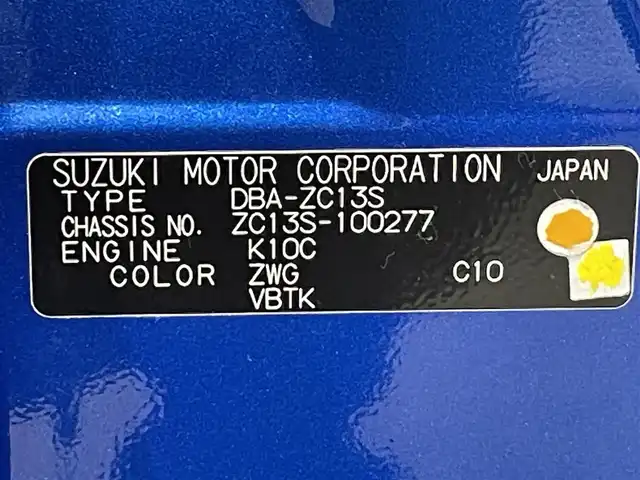 SUZUKI MOTOR CORPORATION JAPAN
TYPE DBA-ZC13S
CHASSIS NO. ZC13S-100277
ENGINE K10C
COLOR ZWG C10
VBTK